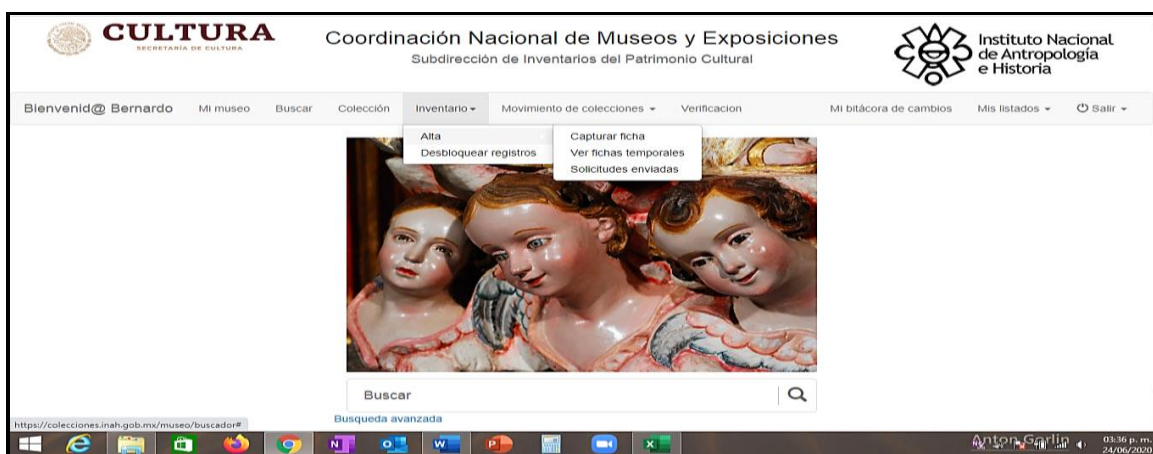 CULTURA
SECRETARÍA DE CULTURA
Coordinación Nacional de Museos y Exposiciones
Subdirección de Inventarios del Patrimonio Cultural
Instituto Nacional
de Antropología
e Historia
Bienvenid@ Bernardo Mi museo Buscar Colección Inventario Movimiento de colecciones Verificacion Mi bitácora de cambios Mis listados Salir
Alta Capturar ficha
Desbloquear registros Ver fichas temporales
Solicitudes enviadas
Buscar
Busqueda avanzada
https://colecciones.inah.gob.mx/museo/buscador#
Anton Garlin
03:36 p. m.
24/06/2020